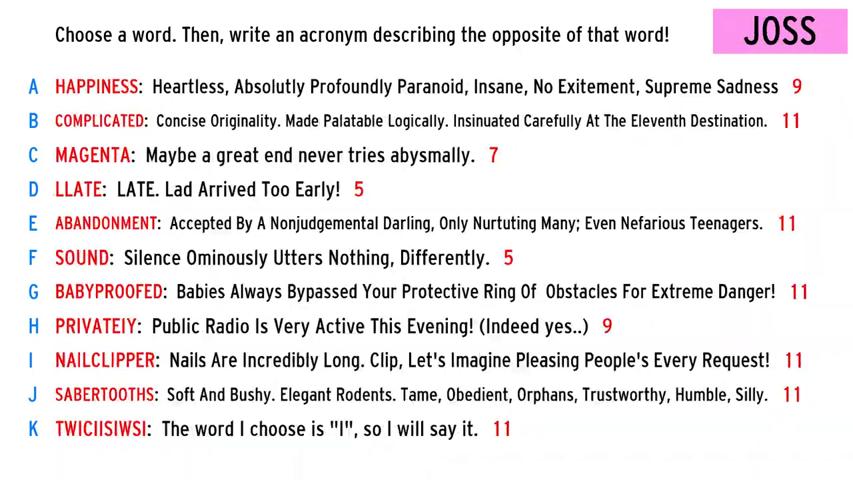 Choose a word. Then, write an acronym describing the opposite of that word! JOSS
A HAPPINESS: Heartless, Absolutly Profoundly Paranoid, Insane, No Exitement, Supreme Sadness 9
B COMPLICATED: Concise Originality. Made Palatable Logically. Insinuated Carefully At The Eleventh Destination. 11
C MAGENTA: Maybe a great end never tries abysmally. 7
D LLATE: LATE. Lad Arrived Too Early! 5
E ABANDONMENT: Accepted By A Nonjudgemental Darling, Only Nurtuting Many; Even Nefarious Teenagers. 11
F SOUND: Silence Ominously Utters Nothing, Differently. 5
G BABYPROOFED: Babies Always Bypassed Your Protective Ring Of Obstacles For Extreme Danger! 11
H PRIVATEIY: Public Radio Is Very Active This Evening! (Indeed yes..) 9
I NAILCLIPPER: Nails Are Incredibly Long. Clip, Let's Imagine Pleasing People's Every Request! 11
J SABERTOOTHS: Soft And Bushy. Elegant Rodents. Tame, Obedient, Orphans, Trustworthy, Humble, Silly. 11
K TWICIISIWSI: The word I choose is "I", so I will say it. 11